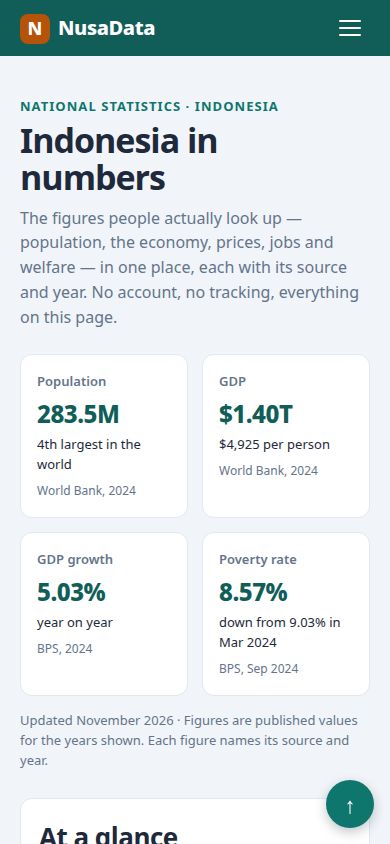 N NusaData
NATIONAL STATISTICS · INDONESIA
Indonesia in
numbers
The figures people actually look up —
population, the economy, prices, jobs and
welfare — in one place, each with its source
and year. No account, no tracking, everything
on this page.
Population
283.5M
4th largest in the
world
World Bank, 2024
GDP
$1.40T
$4,925 per person
World Bank, 2024
GDP growth
5.03%
year on year
BPS, 2024
Poverty rate
8.57%
down from 9.03% in
Mar 2024
BPS, Sep 2024
Updated November 2026 · Figures are published values
for the years shown. Each figure names its source and
year.
↑
At a glance